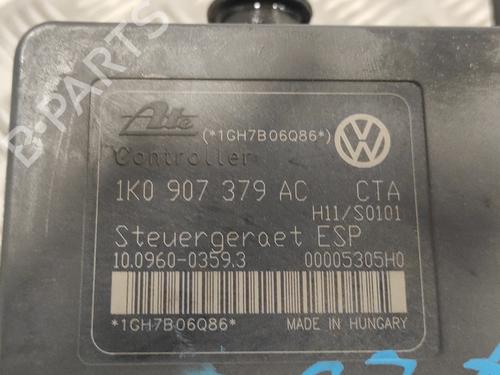 B-PARTS
Ate (*1GH7B06Q86*)
Controller
1K0 907 379 AC CTA
H11/S0101
Steuergeraet ESP
10.0960-0359.3 00005305H0
*1GH7B06Q86* MADE IN HUNGARY